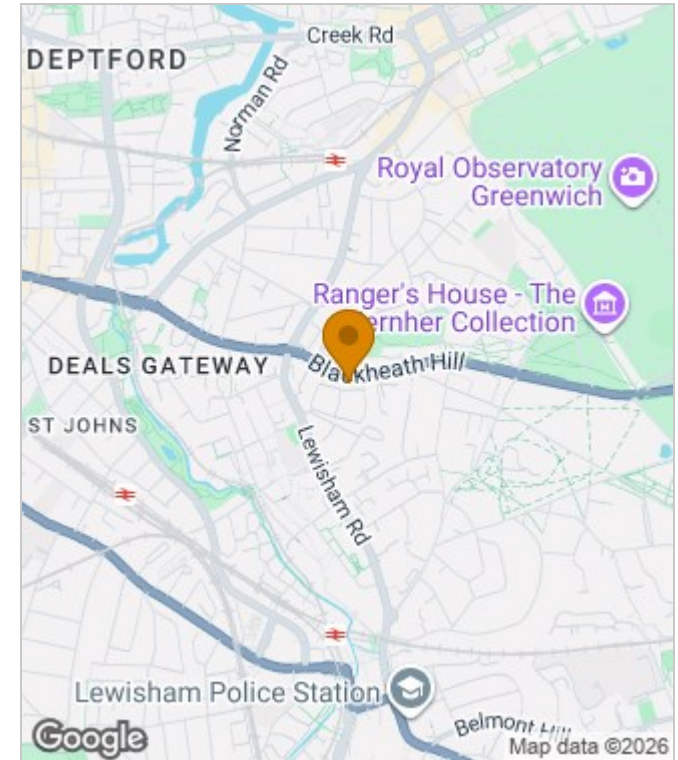 Creek Rd
DEPTFORD
Norman Rd
Royal Observatory
Greenwich
Ranger's House - The
ernher Collection
Blackheath Hill
DEALS GATEWAY
ST JOHNS
Lewisham Rd
Lewisham Police Station
Belmont Hill
Google
Map data ©2026